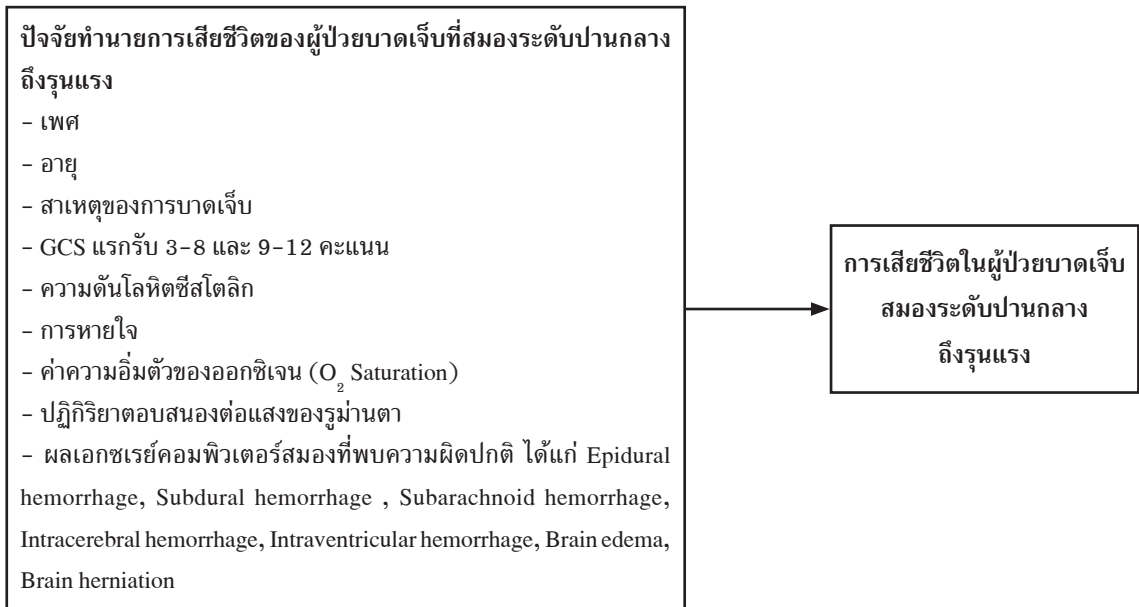 ปัจจัยทำนายการเสียชีวิตของผู้ป่วยบาดเจ็บที่สมองระดับปานกลาง
ถึงรุนแรง
- เพศ
- อายุ
- สาเหตุของการบาดเจ็บ
- GCS แรกรับ 3-8 และ 9-12 คะแนน
- ความดันโลหิตซีสโตลิก
- การหายใจ
- ค่าความอิ่มตัวของออกซิเจน (O₂ Saturation)
- ปฏิกิริยาตอบสนองต่อแสงของรูม่านตา
- ผลเอกซเรย์คอมพิวเตอร์สมองที่พบความผิดปกติ ได้แก่ Epidural
hemorrhage, Subdural hemorrhage , Subarachnoid hemorrhage,
Intracerebral hemorrhage, Intraventricular hemorrhage, Brain edema,
Brain herniation
การเสียชีวิตในผู้ป่วยบาดเจ็บ
สมองระดับปานกลาง
ถึงรุนแรง